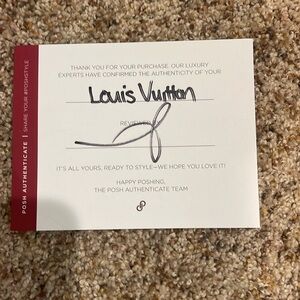 POSH AUTHENTICATE | SHARE YOUR #POSHSTYLE
THANK YOU FOR YOUR PURCHASE. OUR LUXURY
EXPERTS HAVE CONFIRMED THE AUTHENTICITY OF YOUR
Louis Vuitton
REVIEWED
IT'S ALL YOURS, READY TO STYLE—WE HOPE YOU LOVE IT!
HAPPY POSHING,
THE POSH AUTHENTICATE TEAM